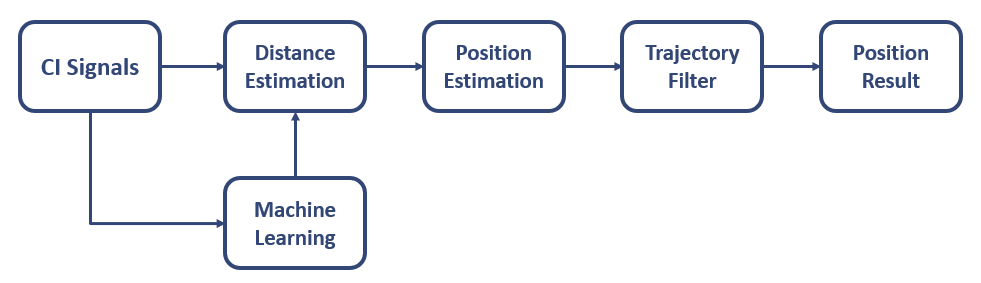 CI Signals
Distance
Estimation
Position
Estimation
Trajectory
Filter
Position
Result
Machine
Learning